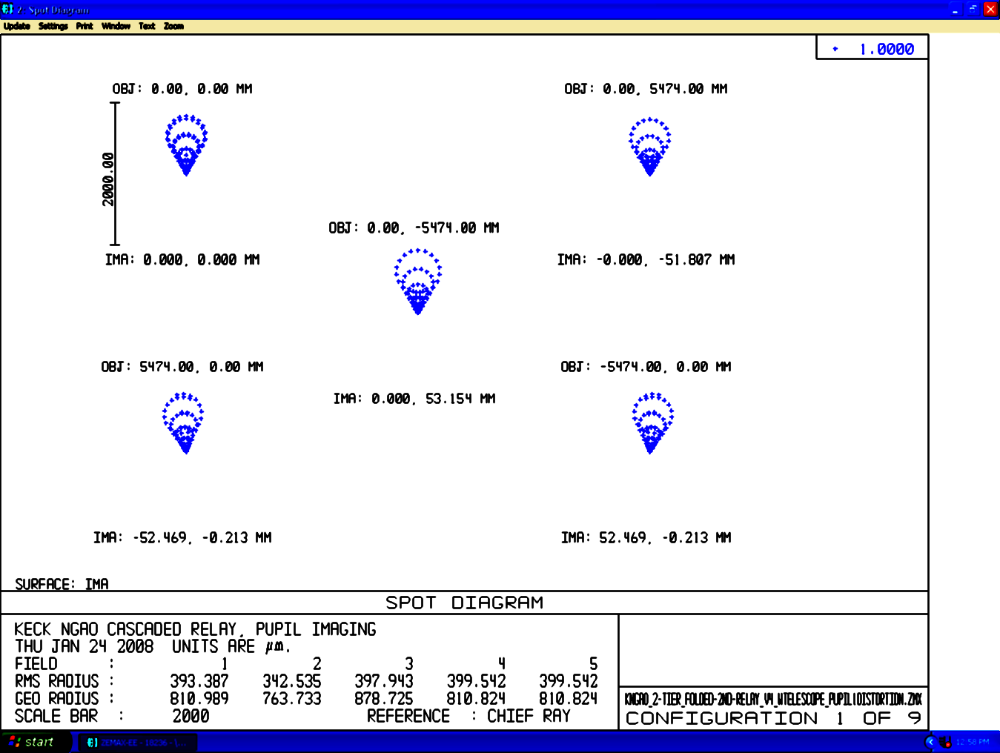 2: Spot Diagram
Update Settings Print Window Text Zoom
+ 1.0000
OBJ: 0.00, 0.00 MM
OBJ: 0.00, 5474.00 MM
2000.00
OBJ: 0.00, -5474.00 MM
IMA: 0.000, 0.000 MM
IMA: -0.000, -51.807 MM
OBJ: 5474.00, 0.00 MM
OBJ: -5474.00, 0.00 MM
IMA: 0.000, 53.154 MM
IMA: -52.469, -0.213 MM
IMA: 52.469, -0.213 MM
SURFACE: IMA
SPOT DIAGRAM
KECK NGAO CASCADED RELAY, PUPIL IMAGING
THU JAN 24 2008 UNITS ARE µm.
FIELD : 1 2 3 4 5
RMS RADIUS : 393.387 342.535 397.943 399.542 399.542
GEO RADIUS : 810.989 763.733 878.725 810.824 810.824
SCALE BAR : 2000 REFERENCE : CHIEF RAY
KNGAO_2-TIER_FOLDED-2ND-RELAY_V4_WTELESCOPE_PUPIL1DISTORTION.ZMX
CONFIGURATION 1 OF 9
start
ZEMAX-EE - 10236 - \...
12:58 PM